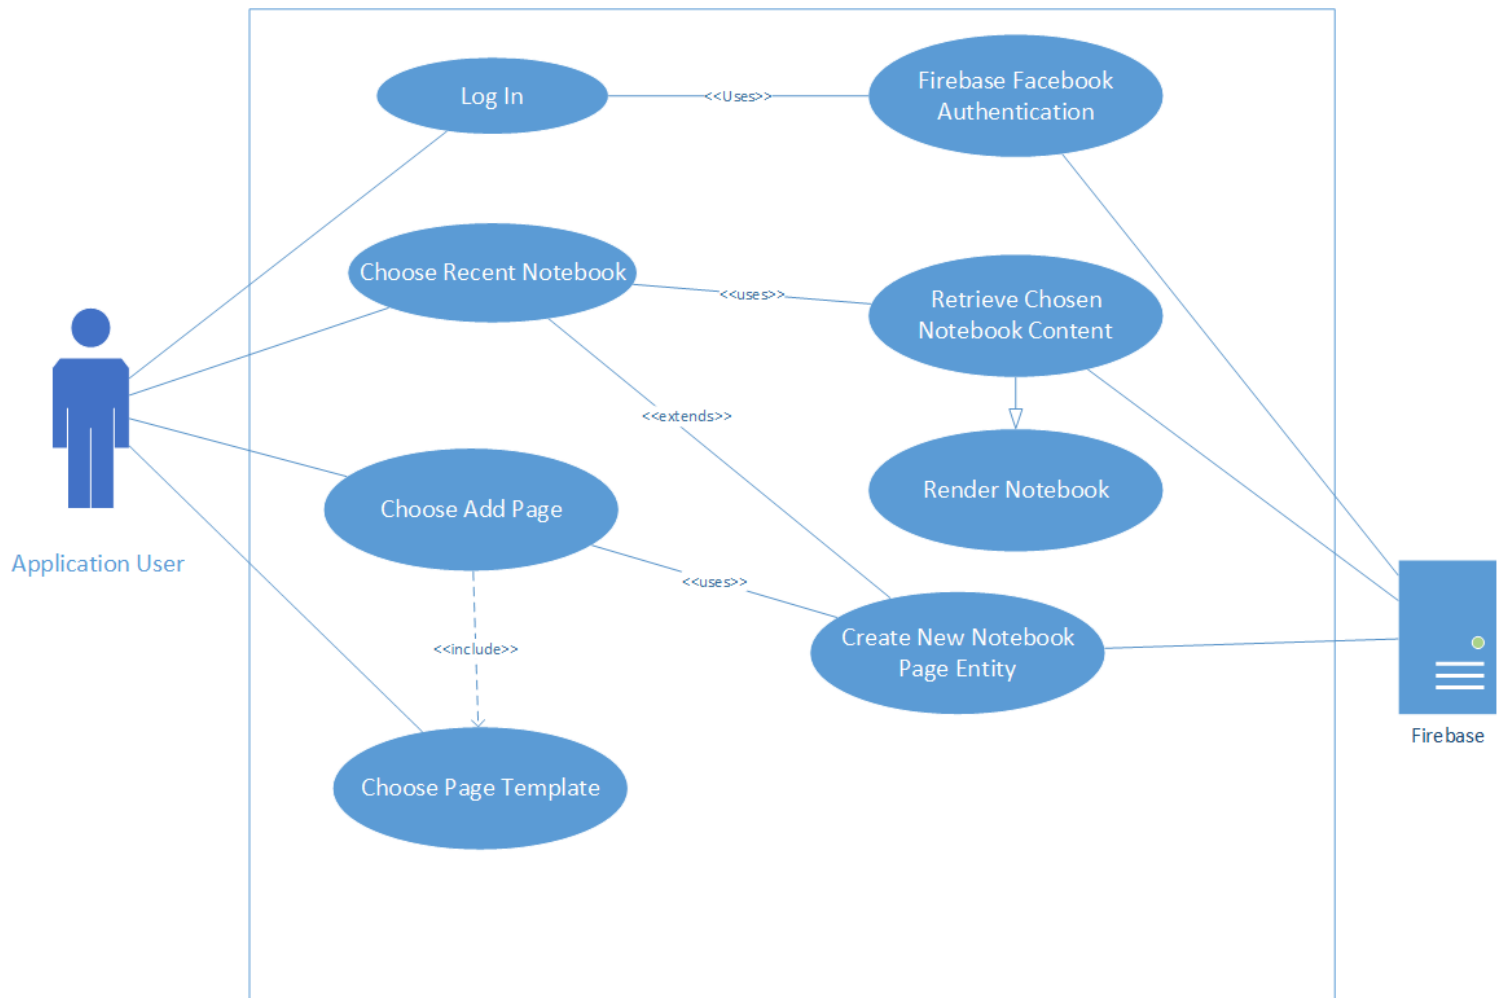 Log In
<<Uses>>
Firebase Facebook
Authentication
Choose Recent Notebook
<<uses>>
Retrieve Chosen
Notebook Content
<<extends>>
Render Notebook
Choose Add Page
Application User
<<uses>>
Create New Notebook
Page Entity
<<include>>
Firebase
Choose Page Template